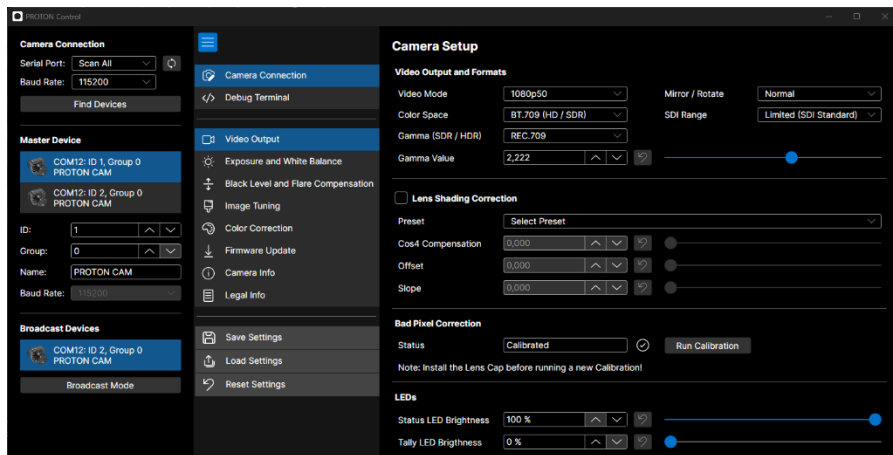 PROTON Control
Camera Connection
Serial Port: Scan All
Baud Rate: 115200
Find Devices
Master Device
COM12: ID 1, Group 0
PROTON CAM
COM12: ID 2, Group 0
PROTON CAM
ID: 1
Group: 0
Name: PROTON CAM
Baud Rate: 115200
Broadcast Devices
COM12: ID 2, Group 0
PROTON CAM
Broadcast Mode
Camera Connection
Debug Terminal
Video Output
Exposure and White Balance
Black Level and Flare Compensation
Image Tuning
Color Correction
Firmware Update
Camera Info
Legal Info
Save Settings
Load Settings
Reset Settings
Camera Setup
Video Output and Formats
Video Mode 1080p50 Mirror / Rotate Normal
Color Space BT.709 (HD / SDR) SDI Range Limited (SDI Standard)
Gamma (SDR / HDR) REC.709
Gamma Value 2,222
Lens Shading Correction
Preset Select Preset
Cos4 Compensation 0,000
Offset 0,000
Slope 0,000
Bad Pixel Correction
Status Calibrated Run Calibration
Note: Install the Lens Cap before running a new Calibration!
LEDs
Status LED Brightness 100 %
Tally LED Brigthness 0 %